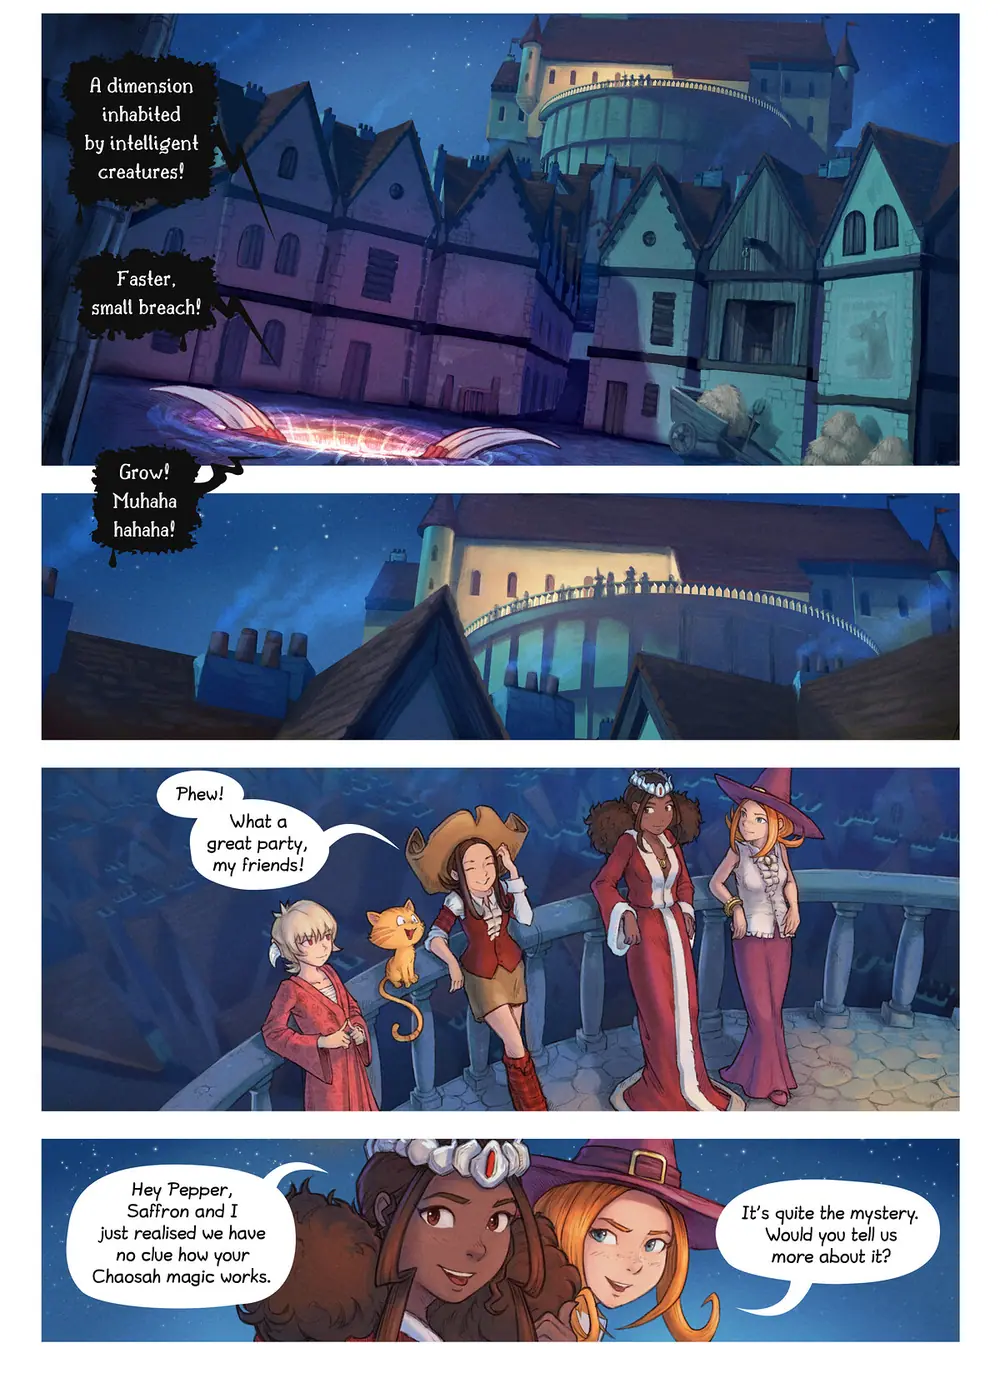 A dimension
inhabited
by intelligent
creatures!
Faster,
small breach!
Grow!
Muhaha
hahaha!
Phew!
What a
great party,
my friends!
Hey Pepper,
Saffron and I
just realised we have
no clue how your
Chaosah magic works.
It's quite the mystery.
Would you tell us
more about it?